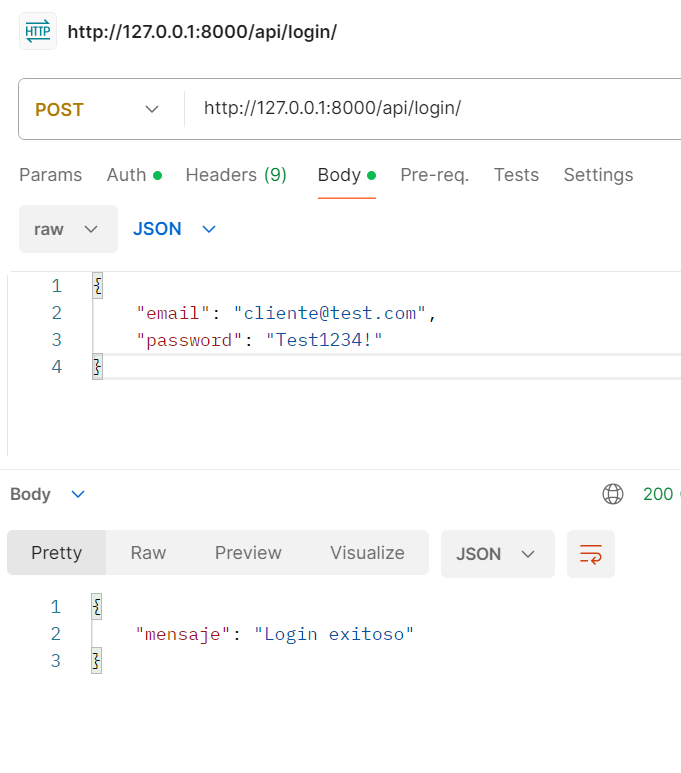 HTTP http://127.0.0.1:8000/api/login/
POST http://127.0.0.1:8000/api/login/
Params Auth Headers (9) Body Pre-req. Tests Settings
raw JSON
1 {
2 "email": "cliente@test.com",
3 "password": "Test1234!"
4 }
Body 200
Pretty Raw Preview Visualize JSON
1 {
2 "mensaje": "Login exitoso"
3 }